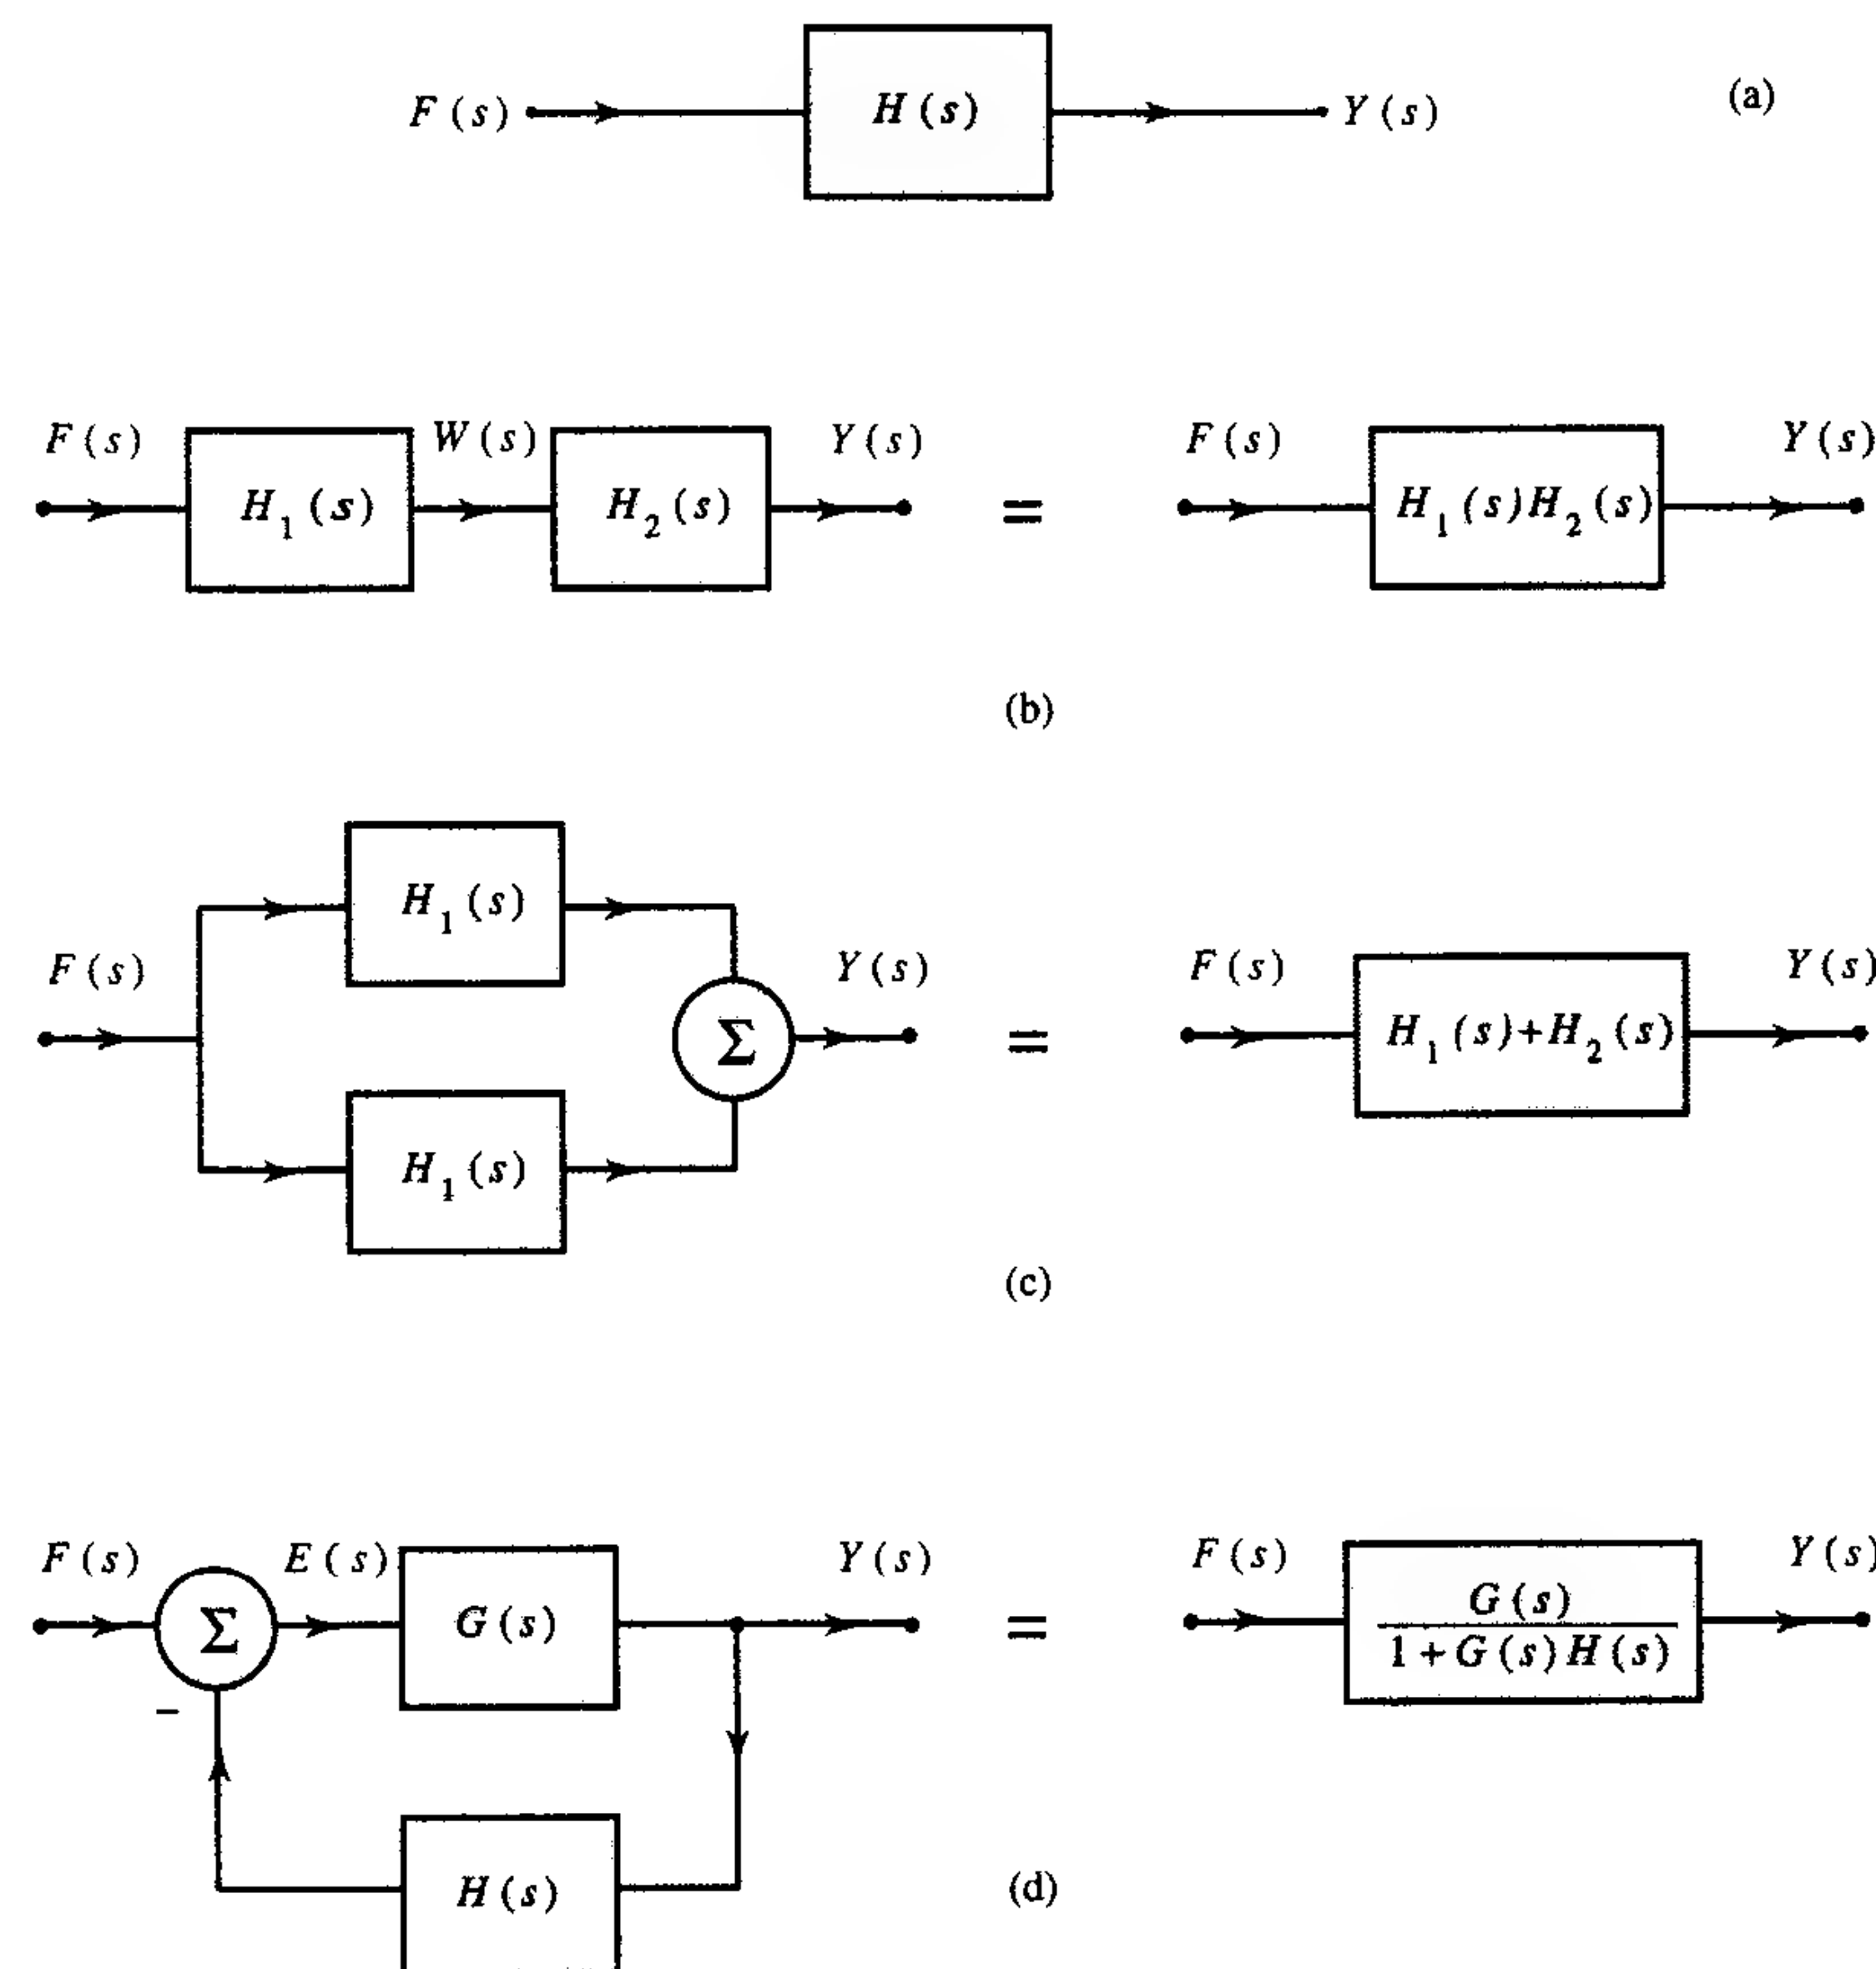 F(s) H(s) Y(s) (a)
F(s) H₁(s) W(s) H₂(s) Y(s) = F(s) H₁(s)H₂(s) Y(s)
(b)
F(s) H₁(s) H₁(s) Σ Y(s) = F(s) H₁(s)+H₂(s) Y(s)
(c)
F(s) Σ − E(s) G(s) Y(s) H(s) = F(s) G(s) / 1+G(s)H(s) Y(s)
(d)